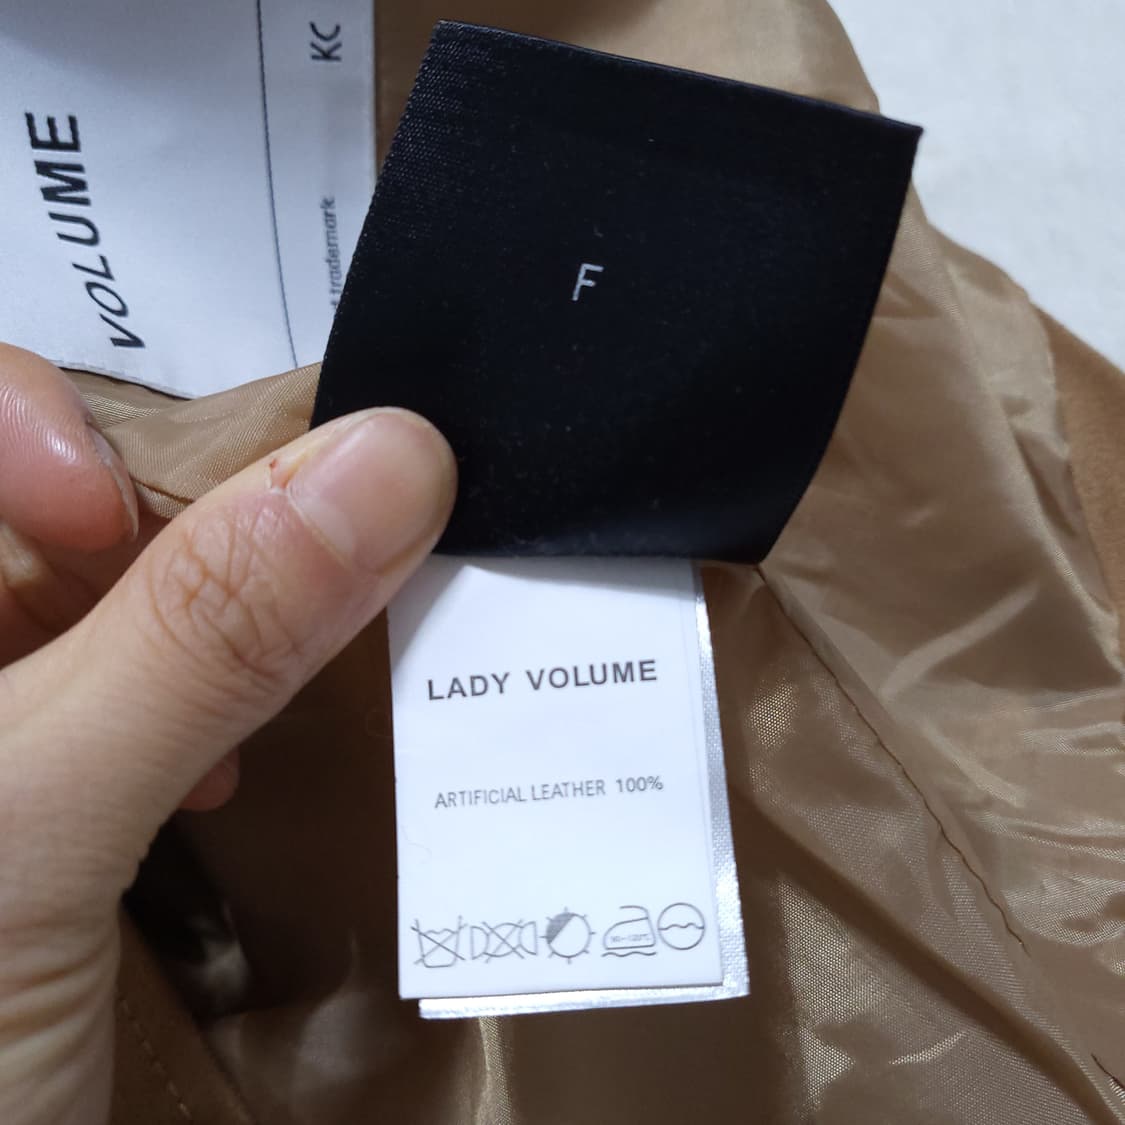 VOLUME
KC
trademark
F
LADY VOLUME
ARTIFICIAL LEATHER 100%